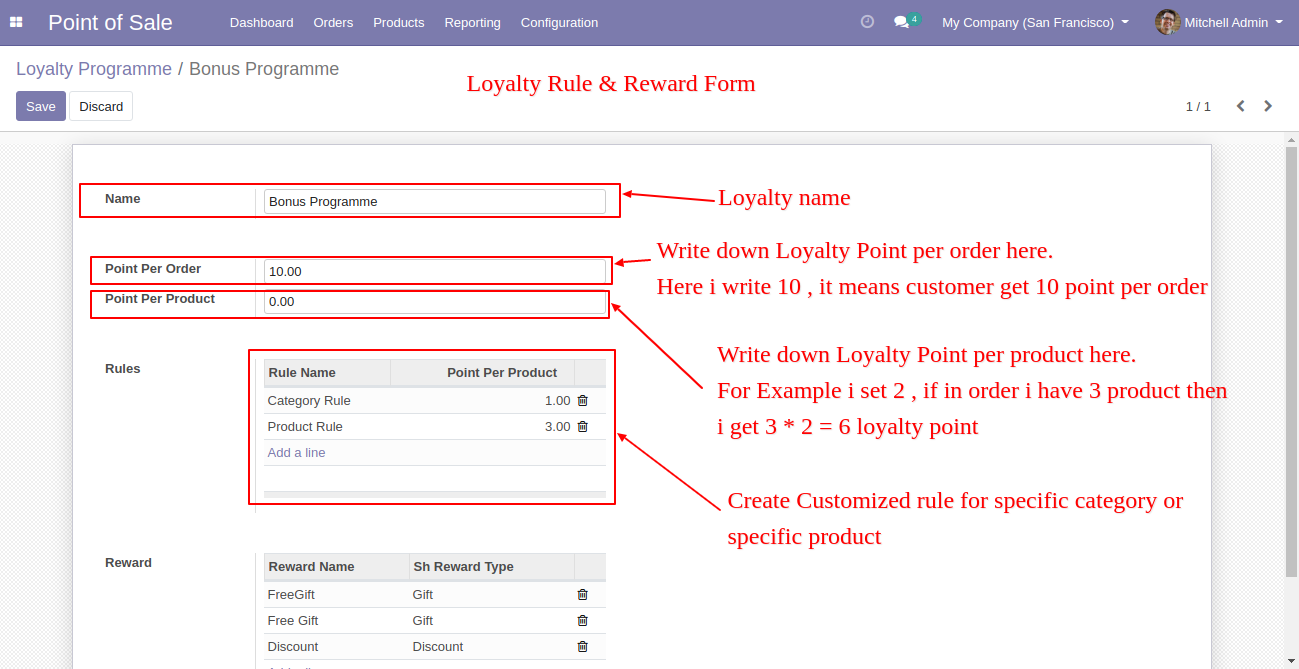 Point of Sale Dashboard Orders Products Reporting Configuration 4 My Company (San Francisco) Mitchell Admin
Loyalty Programme / Bonus Programme
Loyalty Rule & Reward Form
Save Discard
1 / 1
Name Bonus Programme
Loyalty name
Point Per Order 10.00
Write down Loyalty Point per order here.
Here i write 10 , it means customer get 10 point per order
Point Per Product 0.00
Write down Loyalty Point per product here.
For Example i set 2 , if in order i have 3 product then
i get 3 * 2 = 6 loyalty point
Rules
Rule Name Point Per Product
Category Rule 1.00
Product Rule 3.00
Add a line
Create Customized rule for specific category or
specific product
Reward
Reward Name Sh Reward Type
FreeGift Gift
Free Gift Gift
Discount Discount